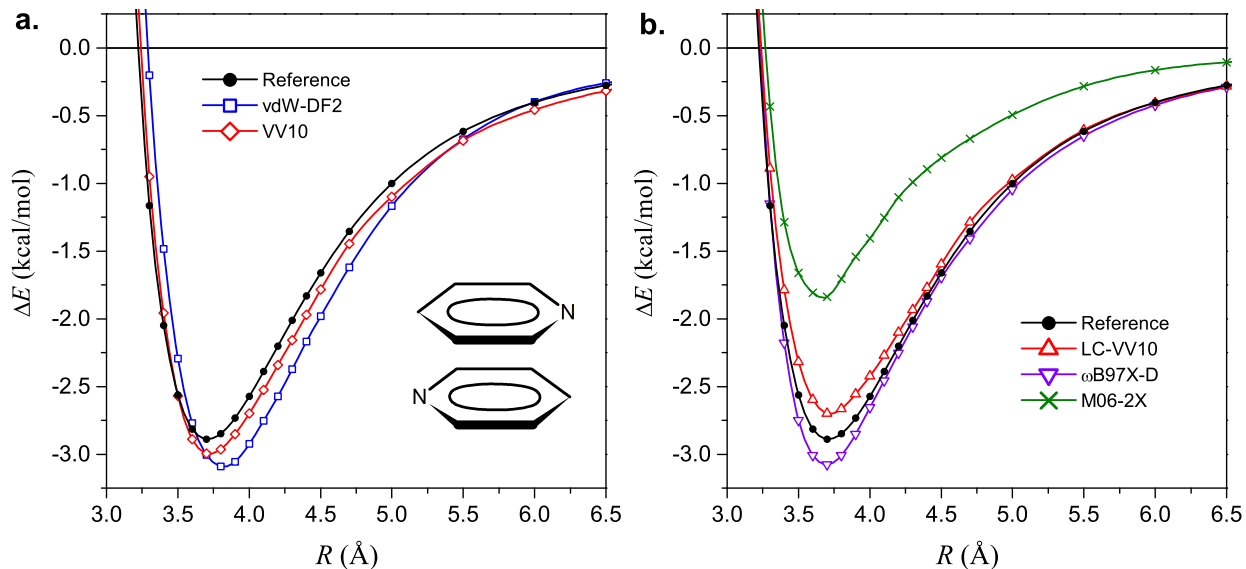 a.
0.0
-0.5
-1.0
-1.5
-2.0
-2.5
-3.0
ΔE (kcal/mol)
Reference
vdW-DF2
VV10
N
N
3.0 3.5 4.0 4.5 5.0 5.5 6.0 6.5
R (Å)
b.
0.0
-0.5
-1.0
-1.5
-2.0
-2.5
-3.0
ΔE (kcal/mol)
Reference
LC-VV10
ωB97X-D
M06-2X
3.0 3.5 4.0 4.5 5.0 5.5 6.0 6.5
R (Å)